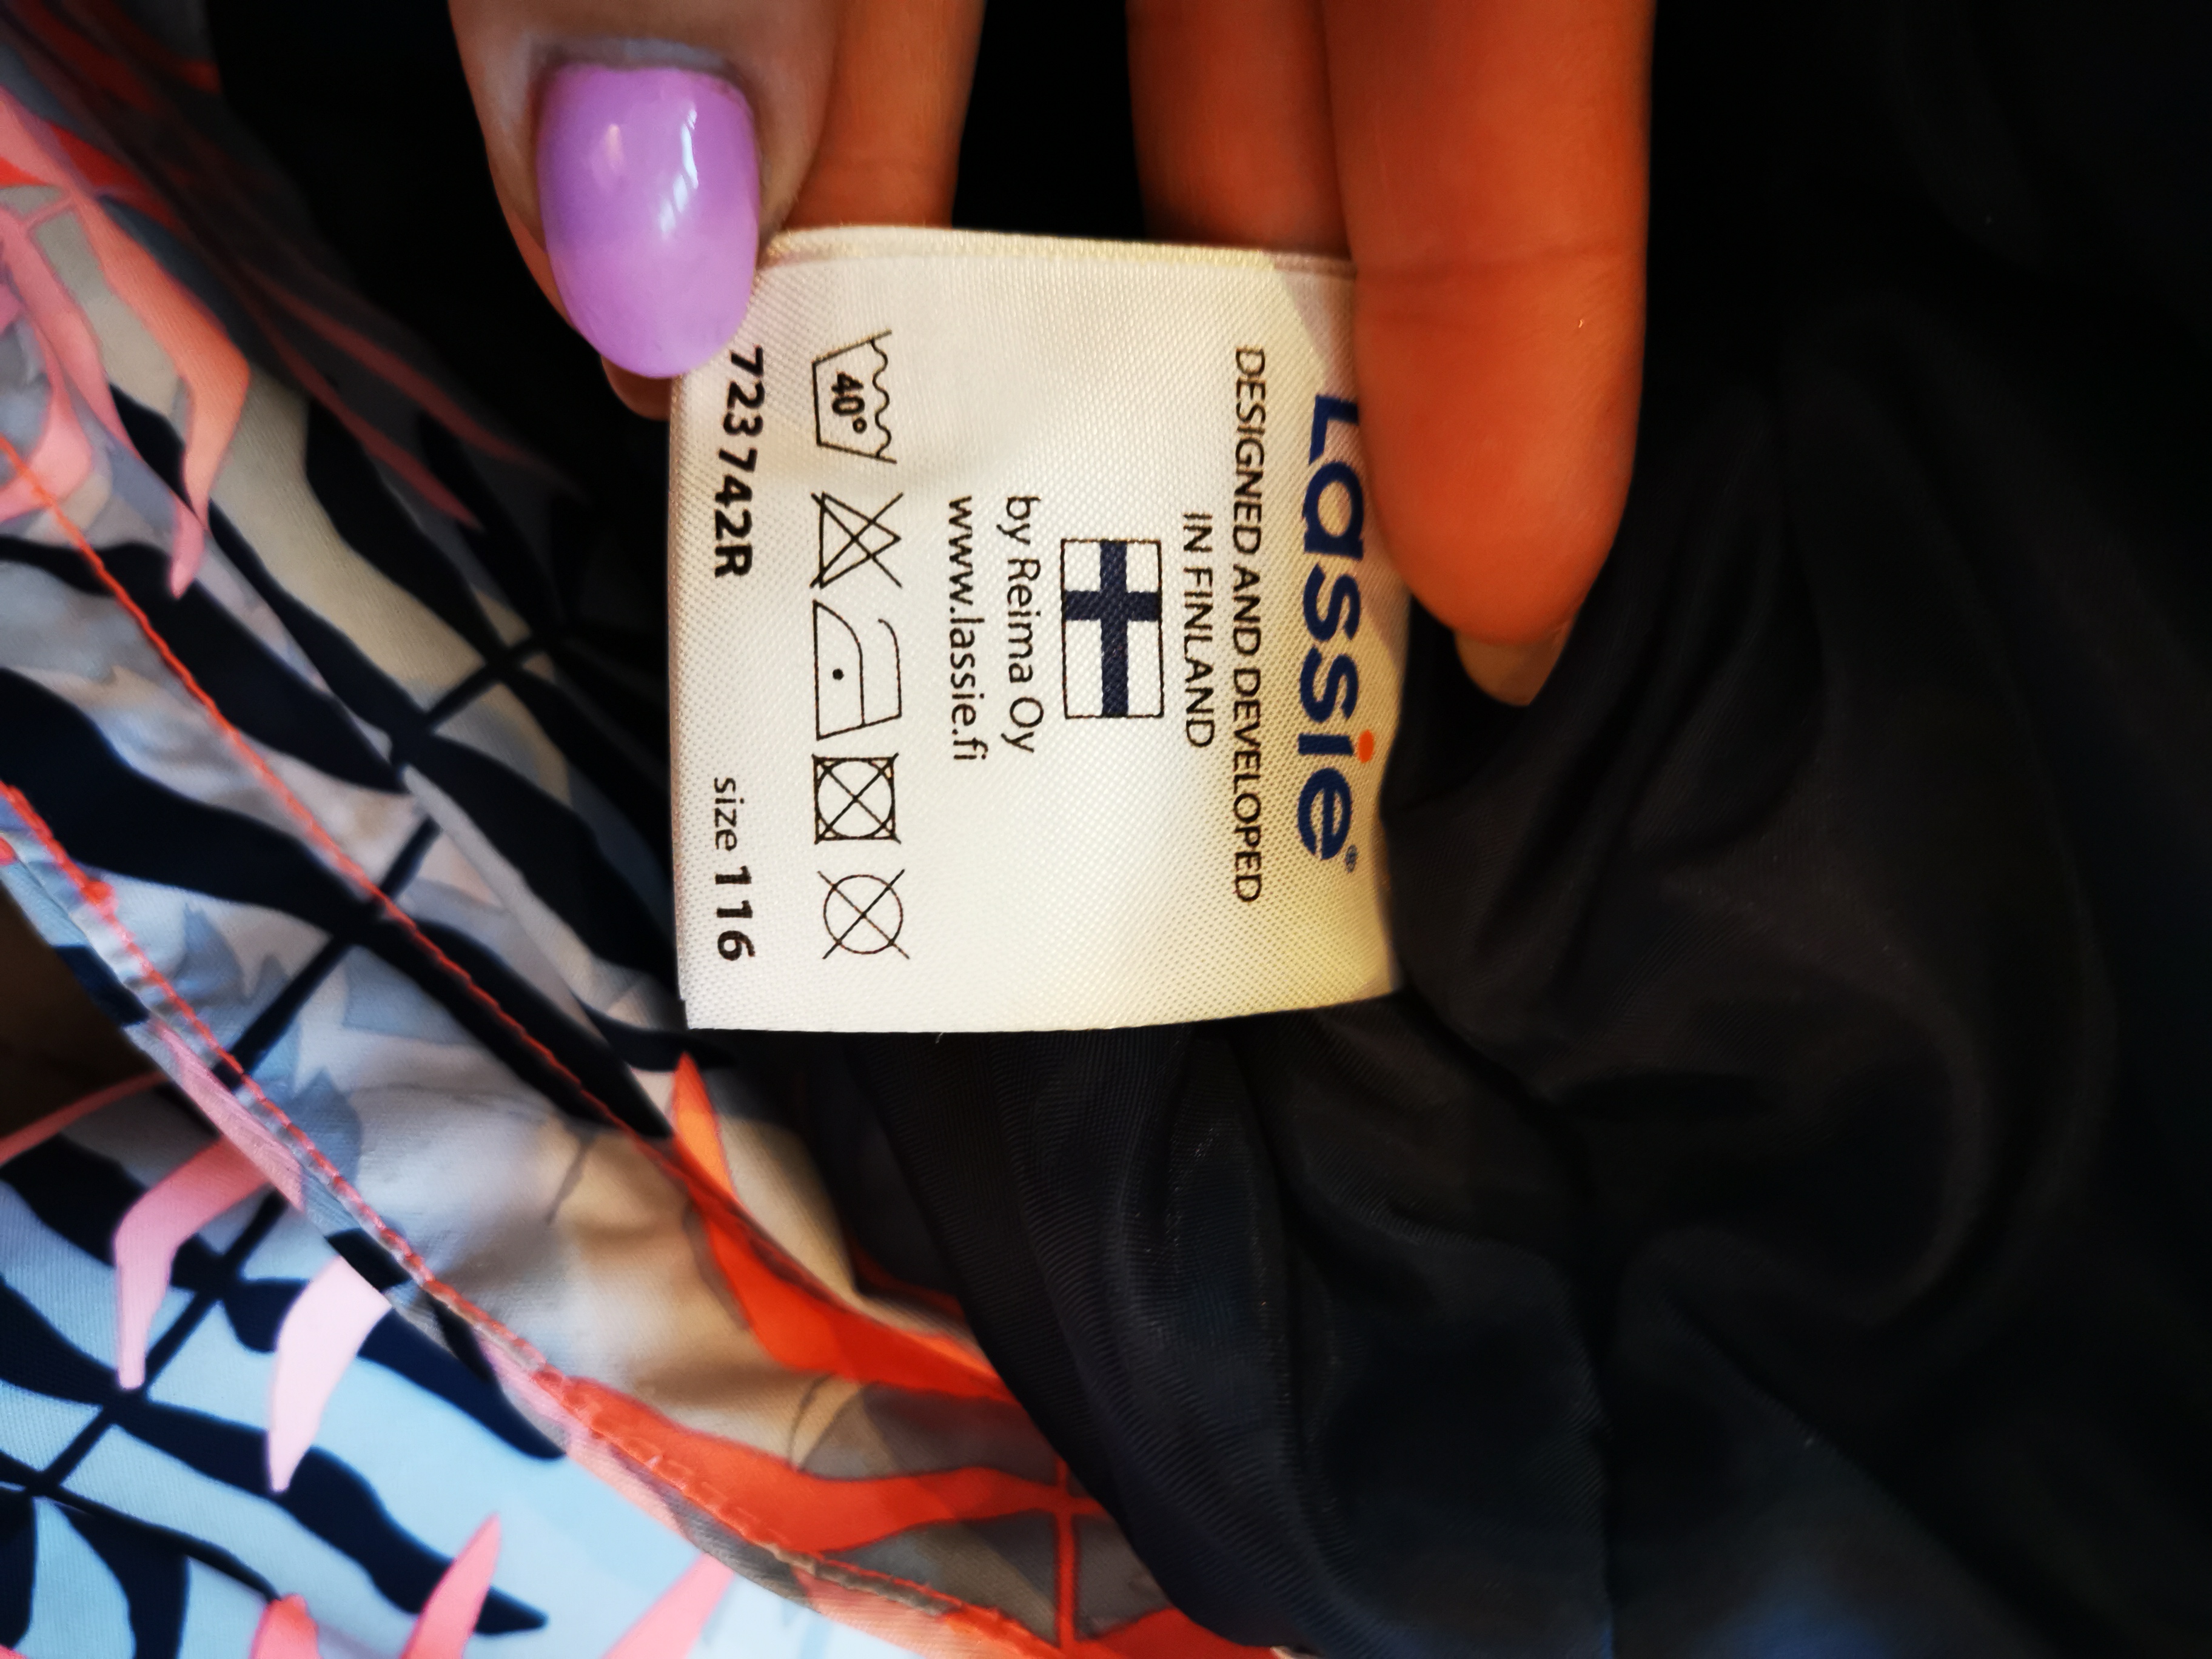 Lassie®
DESIGNED AND DEVELOPED
IN FINLAND
by Reima Oy
www.lassie.fi
40°
723742R size 116